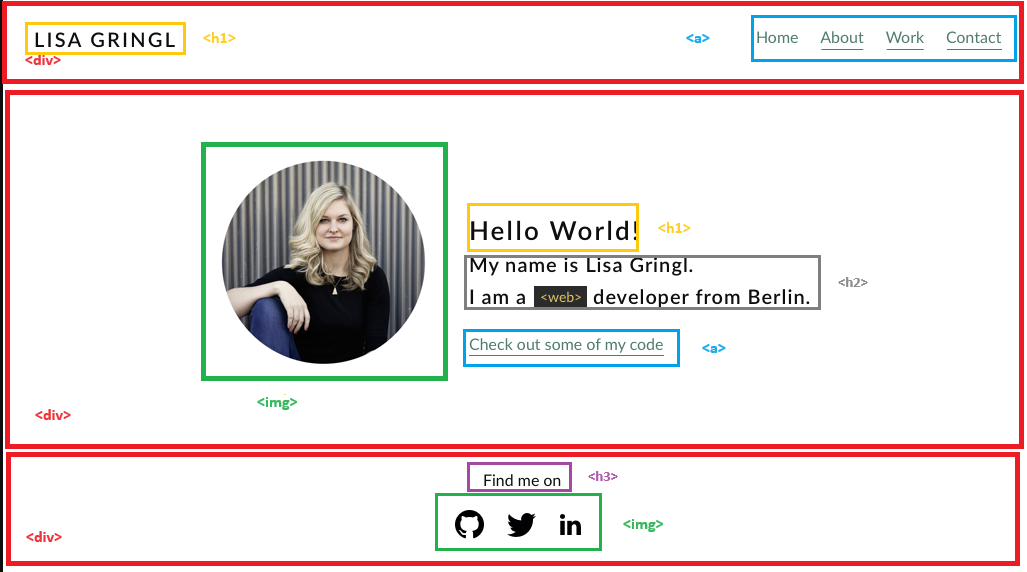 LISA GRINGL <h1> <a> Home About Work Contact
<div>
Hello World! <h1>
My name is Lisa Gringl.
<h2>
I am a <web> developer from Berlin.
Check out some of my code <a>
<img>
<div>
Find me on <h3>
in <img>
<div>